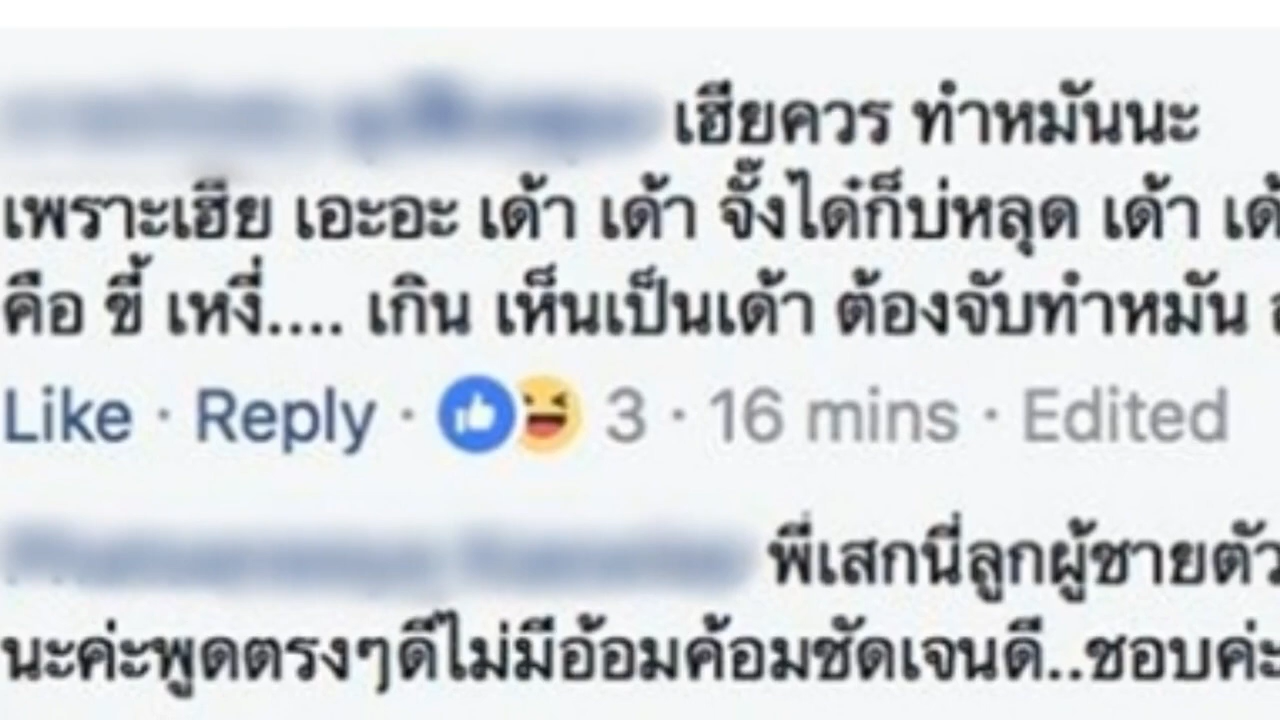 เฮียควร ทำหมันนะ
เพราะเฮีย เอะอะ เด้า เด้า จั๊งได๋ก็บ่หลุด เด้า
คือ ขี้ เหงี่.... เกิน เห็นเป็นเด้า ต้องจับทำหมัน
Like · Reply · 3 · 16 mins · Edited
พี่เสกนี่ลูกผู้ชายตัว
นะค่ะพูดตรงๆดีไม่มีอ้อมค้อมชัดเจนดี..ชอบค่ะ